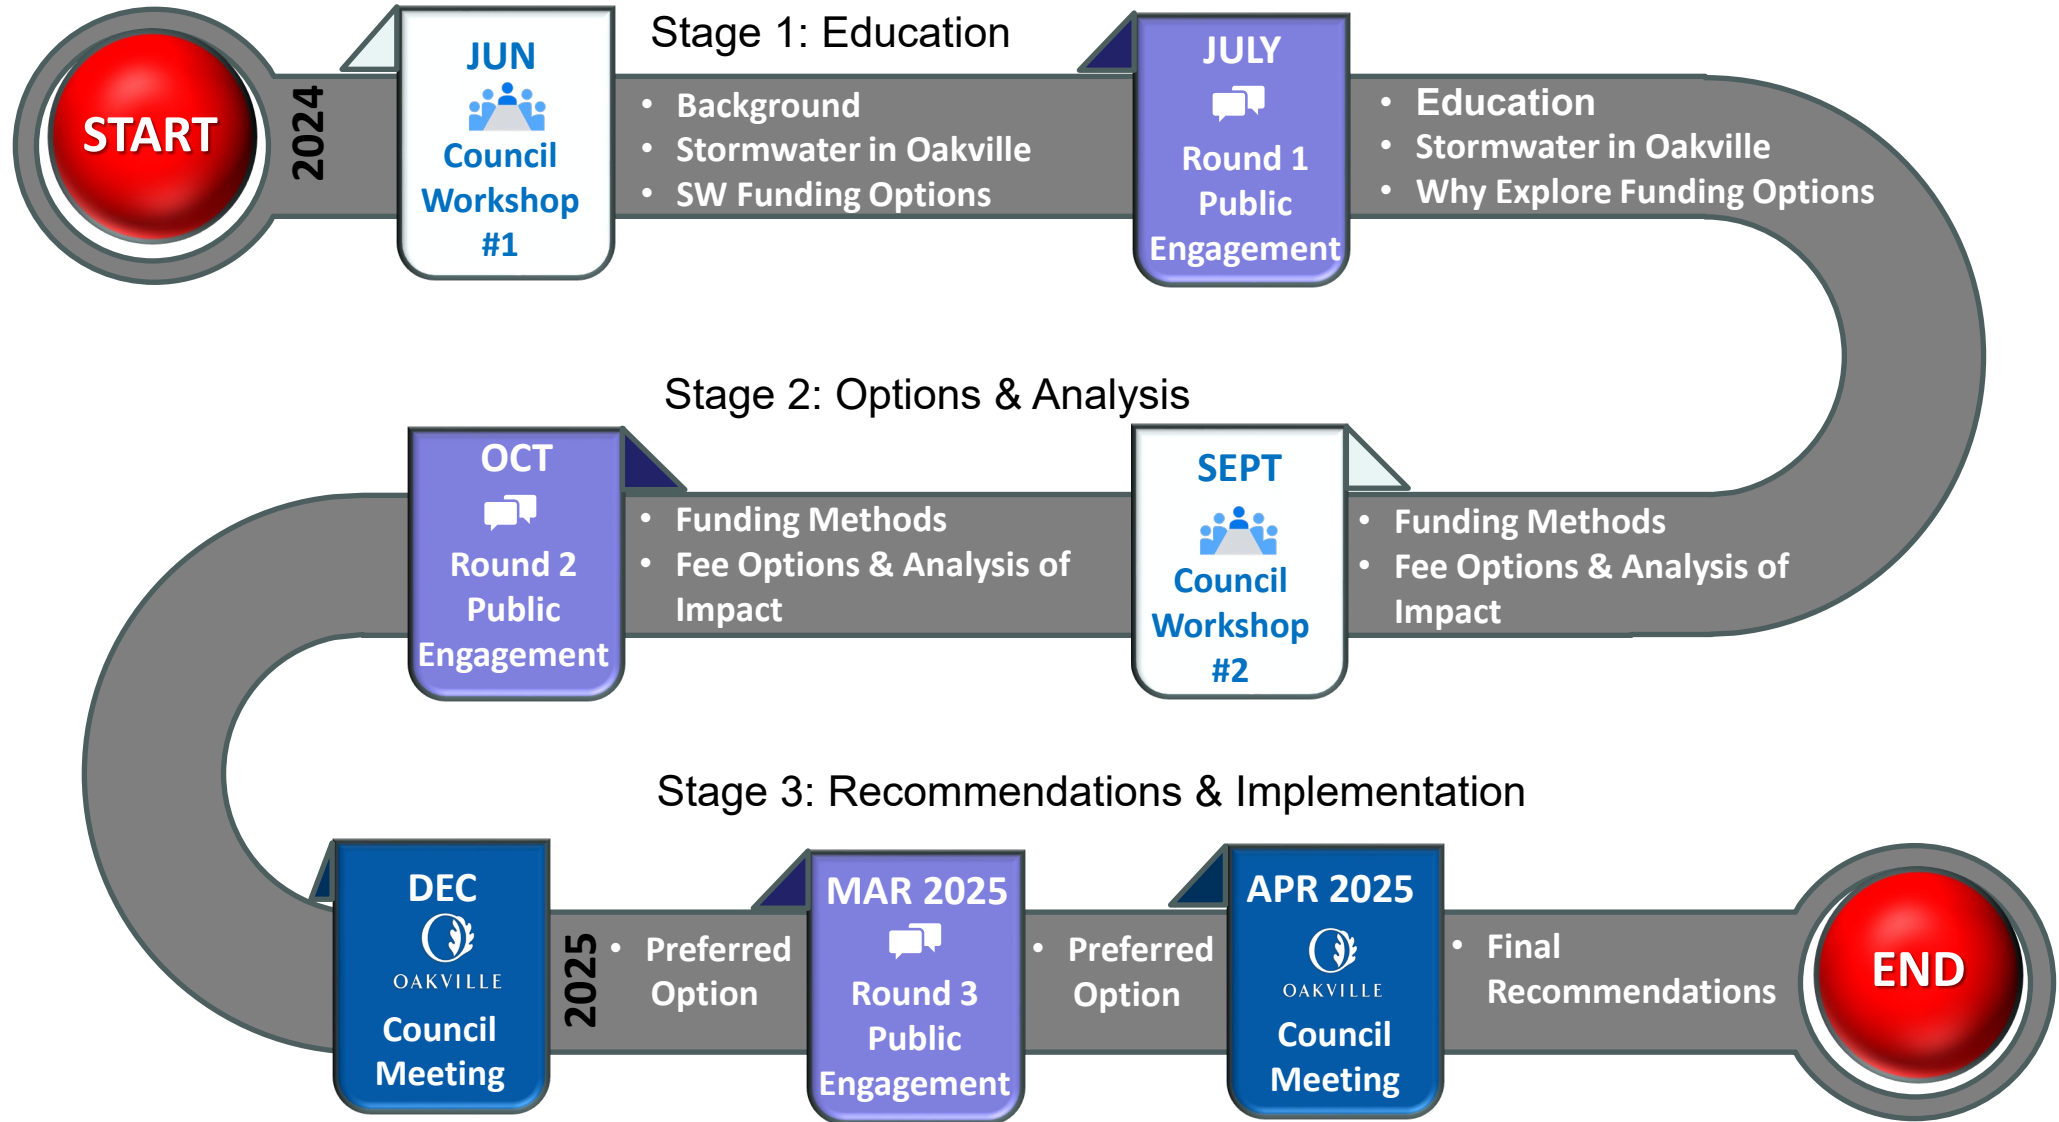 Stage 1: Education
START
2024
JUN
Council
Workshop
#1
• Background
• Stormwater in Oakville
• SW Funding Options
JULY
Round 1
Public
Engagement
• Education
• Stormwater in Oakville
• Why Explore Funding Options
Stage 2: Options & Analysis
SEPT
Council
Workshop
#2
• Funding Methods
• Fee Options & Analysis of
Impact
OCT
Round 2
Public
Engagement
• Funding Methods
• Fee Options & Analysis of
Impact
Stage 3: Recommendations & Implementation
DEC
OAKVILLE
Council
Meeting
2025
• Preferred
Option
MAR 2025
Round 3
Public
Engagement
• Preferred
Option
APR 2025
OAKVILLE
Council
Meeting
• Final
Recommendations
END